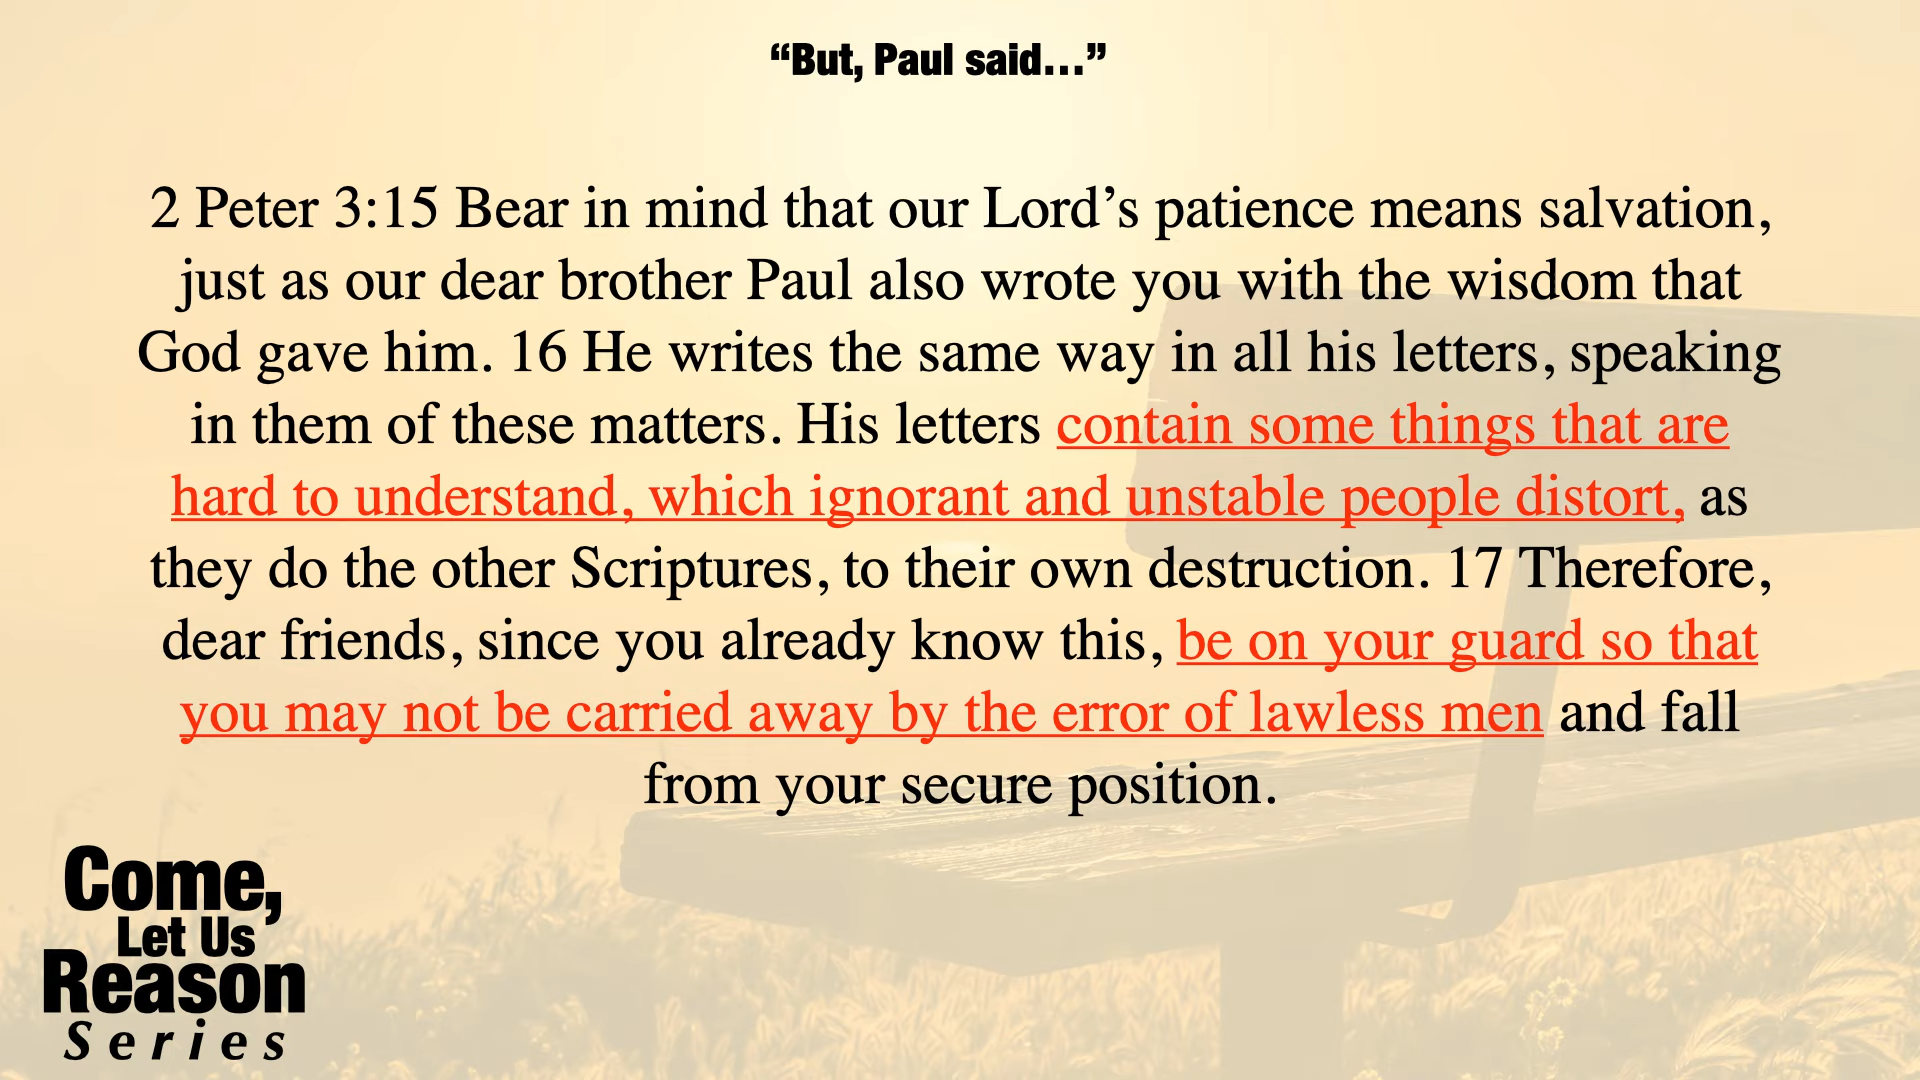 “But, Paul said…”
2 Peter 3:15 Bear in mind that our Lord’s patience means salvation,
just as our dear brother Paul also wrote you with the wisdom that
God gave him. 16 He writes the same way in all his letters, speaking
in them of these matters. His letters contain some things that are
hard to understand, which ignorant and unstable people distort, as
they do the other Scriptures, to their own destruction. 17 Therefore,
dear friends, since you already know this, be on your guard so that
you may not be carried away by the error of lawless men and fall
from your secure position.
Come,
Let Us
Reason
Series